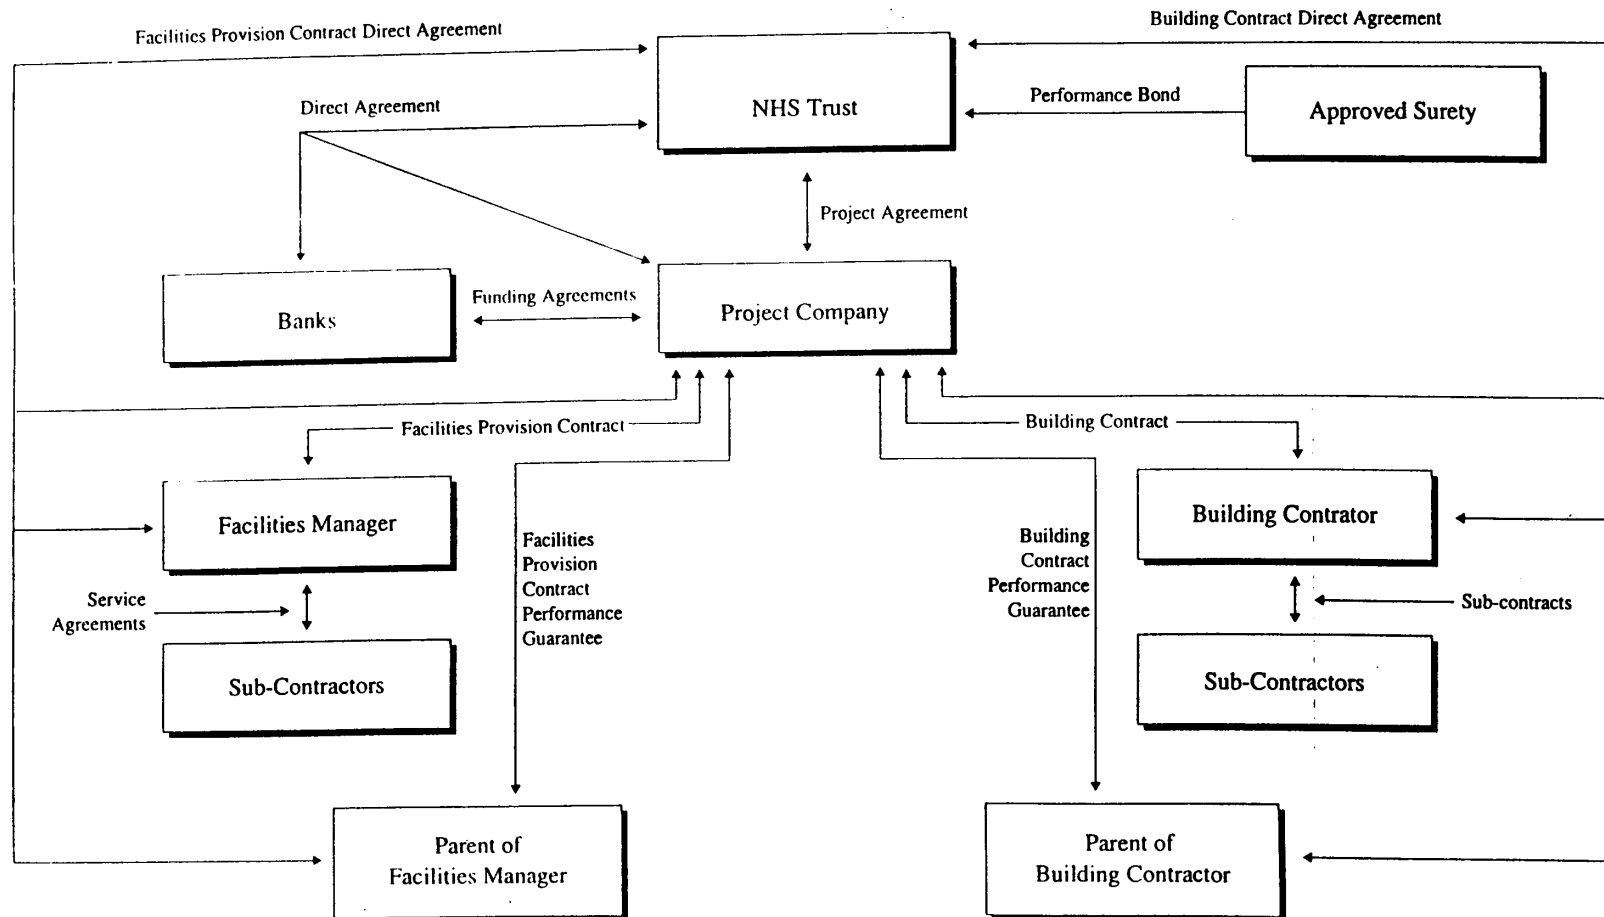 Facilities Provision Contract Direct Agreement
Building Contract Direct Agreement
Direct Agreement
NHS Trust
Performance Bond
Approved Surety
Project Agreement
Banks
Funding Agreements
Project Company
Facilities Provision Contract
Building Contract
Facilities Manager
Facilities
Provision
Contract
Performance
Guarantee
Building
Contract
Performance
Guarantee
Building Contrator
Service
Agreements
Sub-contracts
Sub-Contractors
Sub-Contractors
Parent of
Facilities Manager
Parent of
Building Contractor